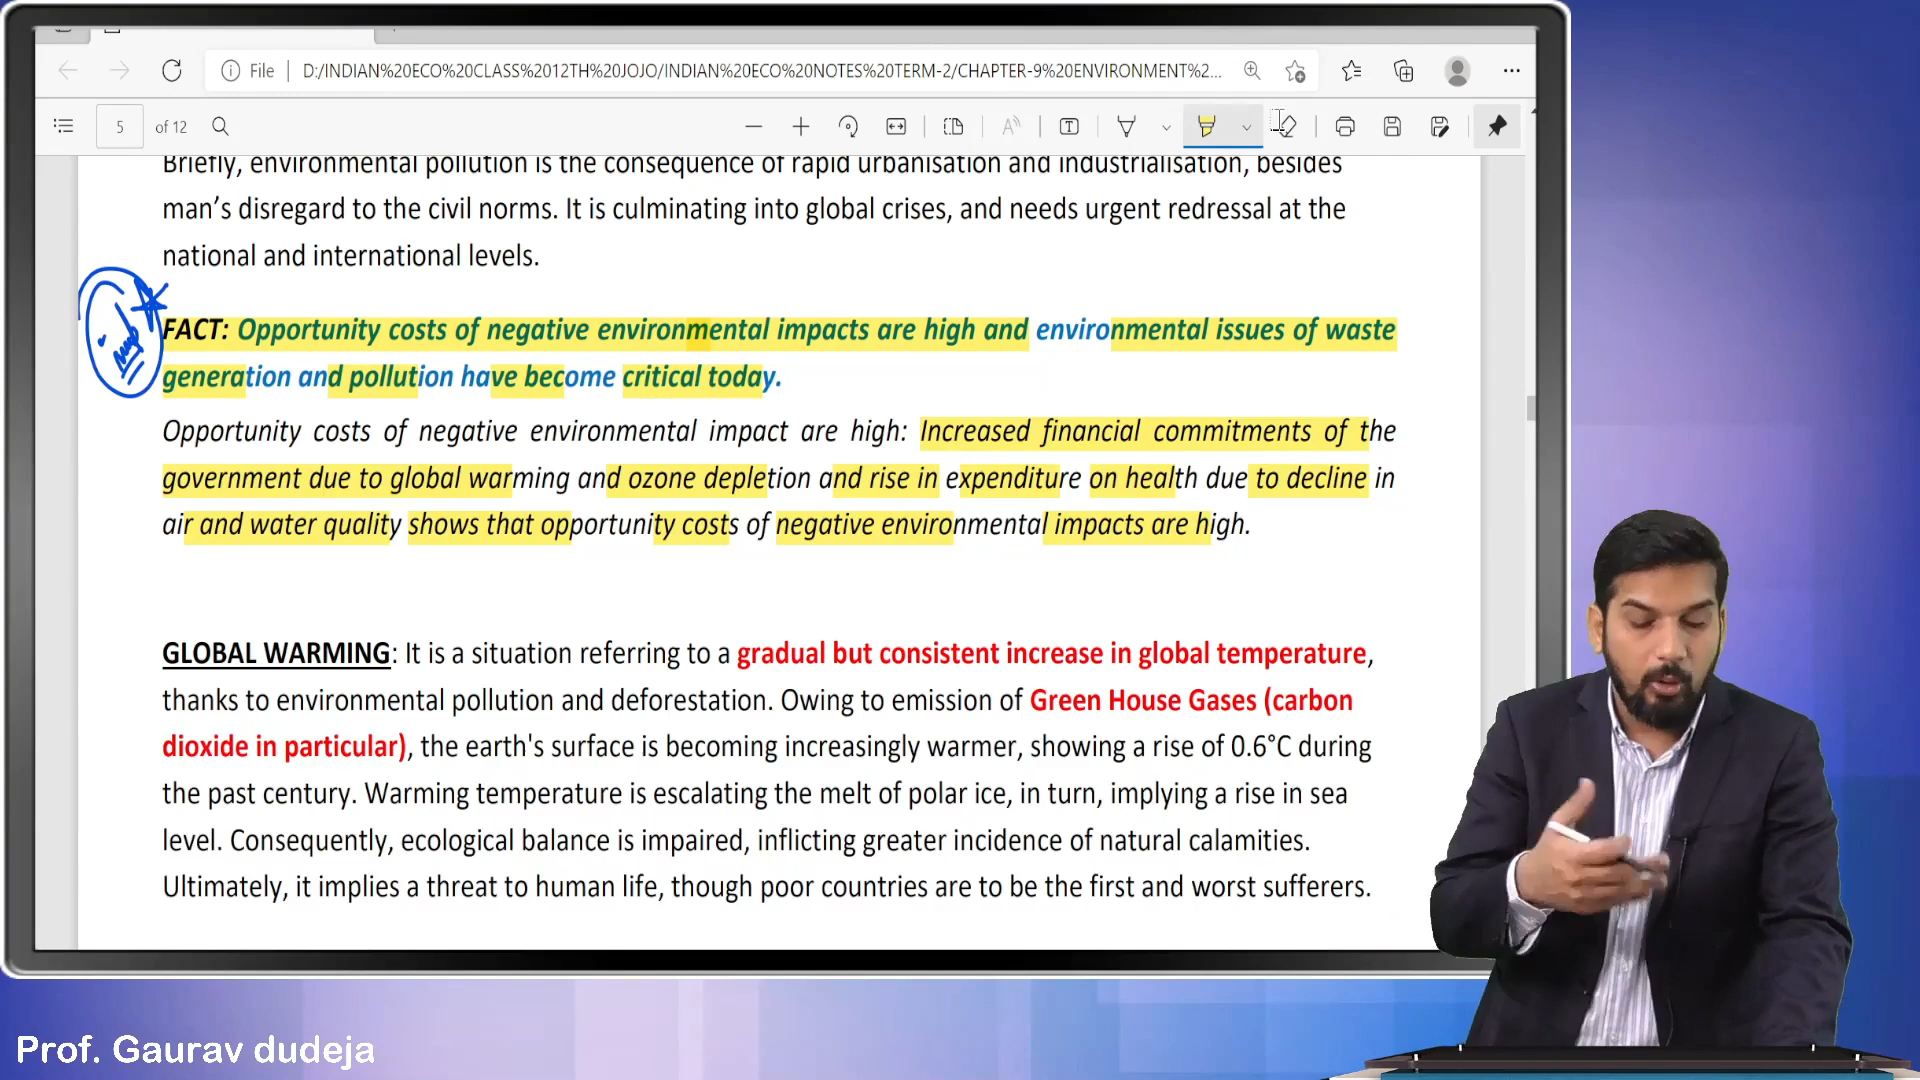 File
D:/INDIAN%20ECO%20CLASS%2012TH%20JOJO/INDIAN%20ECO%20NOTES%20TERM-2/CHAPTER-9%20ENVIRONMENT%2...
5 of 12
Briefly, environmental pollution is the consequence of rapid urbanisation and industrialisation, besides
man’s disregard to the civil norms. It is culminating into global crises, and needs urgent redressal at the
national and international levels.
FACT: Opportunity costs of negative environmental impacts are high and environmental issues of waste
generation and pollution have become critical today.
Opportunity costs of negative environmental impact are high: Increased financial commitments of the
government due to global warming and ozone depletion and rise in expenditure on health due to decline in
air and water quality shows that opportunity costs of negative environmental impacts are high.
GLOBAL WARMING: It is a situation referring to a gradual but consistent increase in global temperature,
thanks to environmental pollution and deforestation. Owing to emission of Green House Gases (carbon
dioxide in particular), the earth's surface is becoming increasingly warmer, showing a rise of 0.6°C during
the past century. Warming temperature is escalating the melt of polar ice, in turn, implying a rise in sea
level. Consequently, ecological balance is impaired, inflicting greater incidence of natural calamities.
Ultimately, it implies a threat to human life, though poor countries are to be the first and worst sufferers.
Prof. Gaurav dudeja